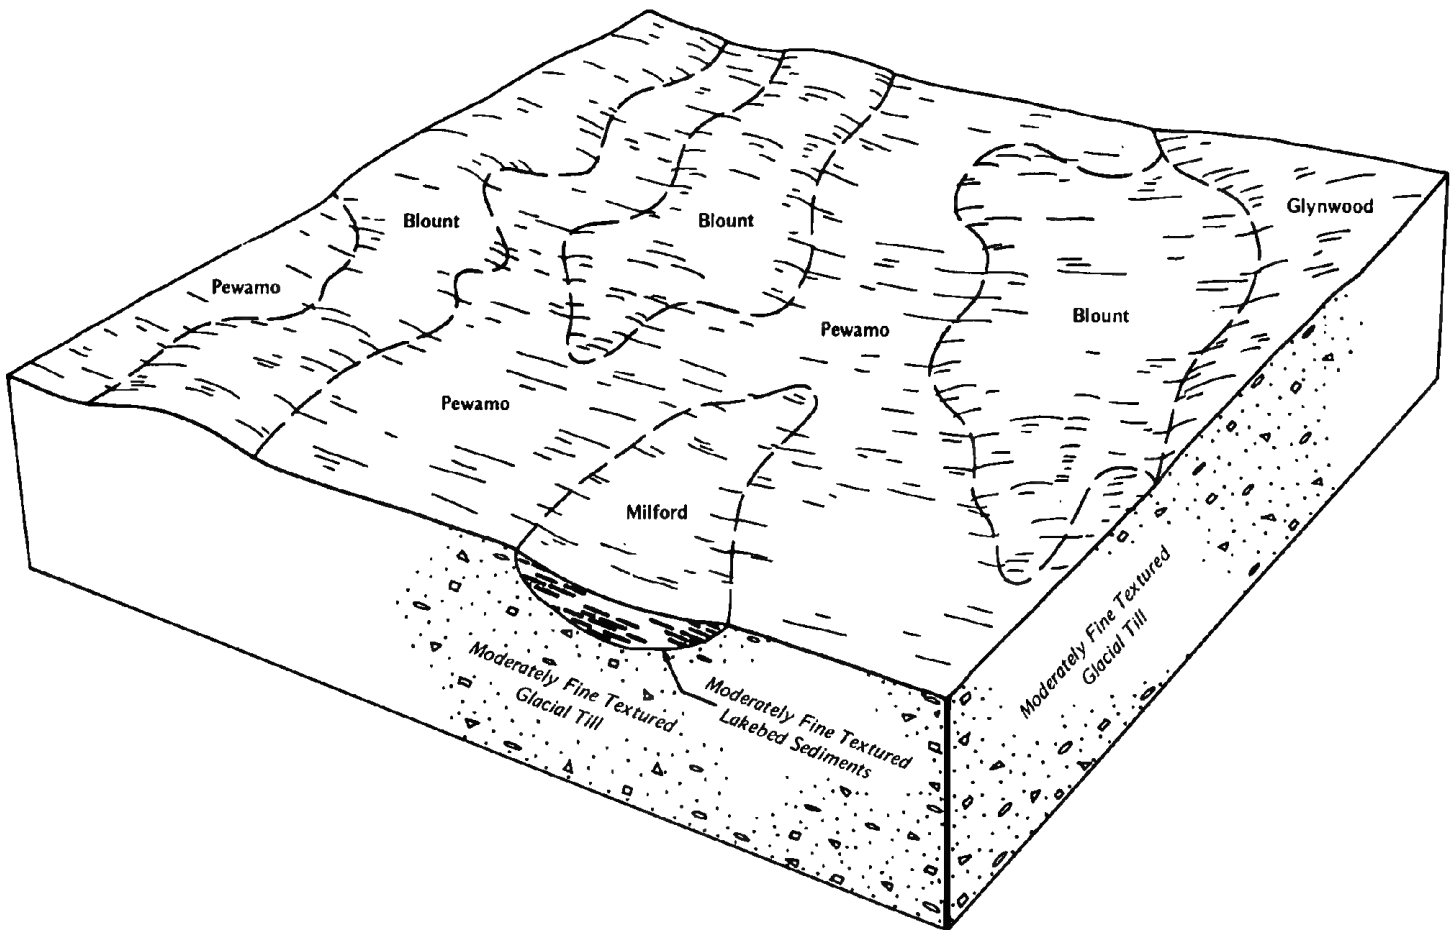 Blount
Blount
Glynwood
Pewamo
Blount
Pewamo
Pewamo
Milford
Moderately Fine Textured
Glacial Till
Moderately Fine Textured
Lakebed Sediments
Moderately Fine Textured
Glacial Till